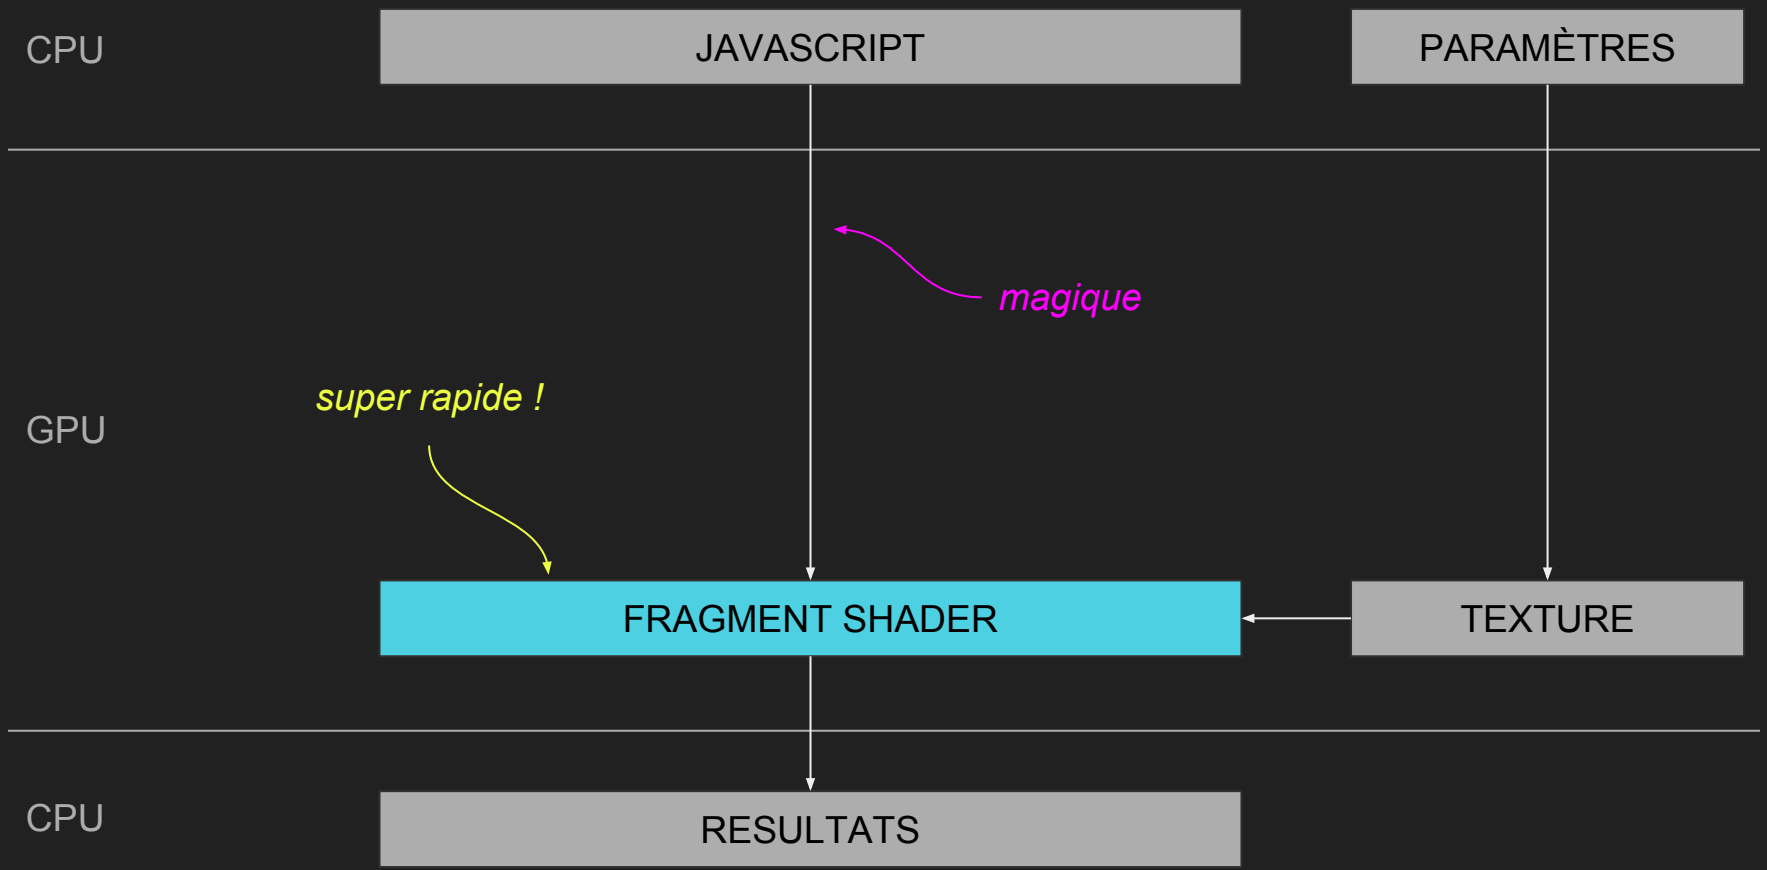 CPU
JAVASCRIPT
PARAMÈTRES
magique
super rapide !
GPU
FRAGMENT SHADER
TEXTURE
CPU
RESULTATS